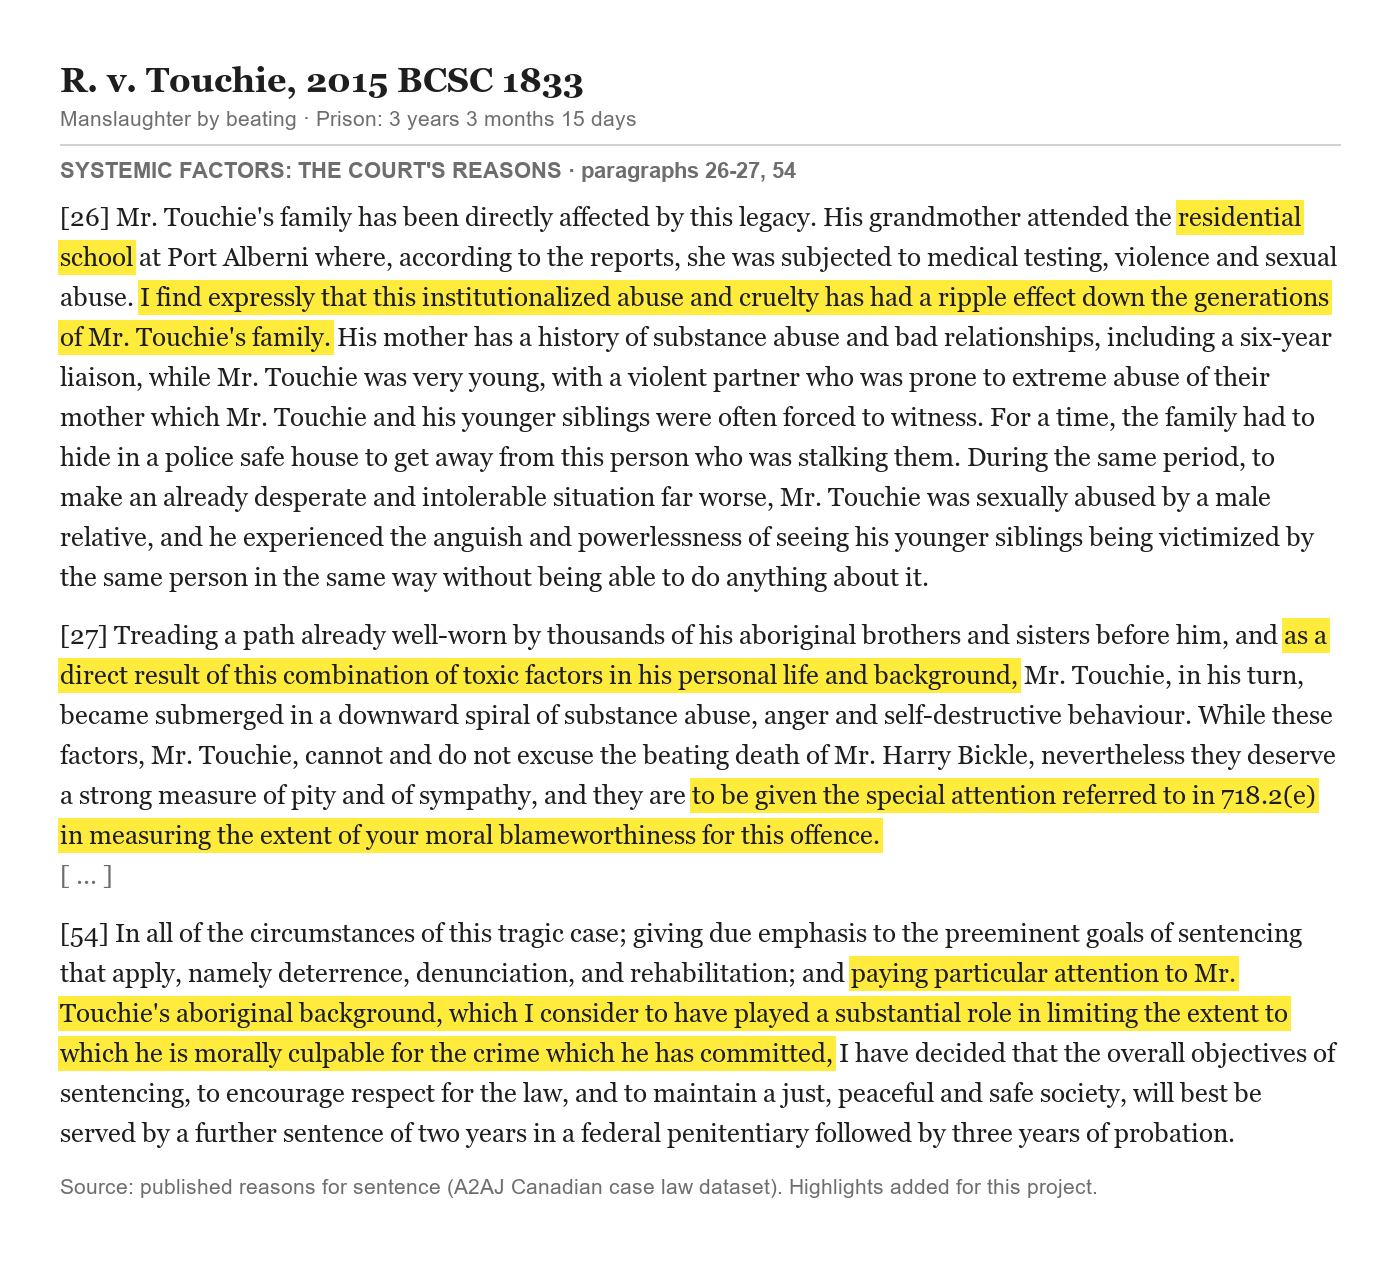 R. v. Touchie, 2015 BCSC 1833
Manslaughter by beating · Prison: 3 years 3 months 15 days
SYSTEMIC FACTORS: THE COURT'S REASONS · paragraphs 26-27, 54
[26] Mr. Touchie's family has been directly affected by this legacy. His grandmother attended the residential
school at Port Alberni where, according to the reports, she was subjected to medical testing, violence and sexual
abuse. I find expressly that this institutionalized abuse and cruelty has had a ripple effect down the generations
of Mr. Touchie's family. His mother has a history of substance abuse and bad relationships, including a six-year
liaison, while Mr. Touchie was very young, with a violent partner who was prone to extreme abuse of their
mother which Mr. Touchie and his younger siblings were often forced to witness. For a time, the family had to
hide in a police safe house to get away from this person who was stalking them. During the same period, to
make an already desperate and intolerable situation far worse, Mr. Touchie was sexually abused by a male
relative, and he experienced the anguish and powerlessness of seeing his younger siblings being victimized by
the same person in the same way without being able to do anything about it.
[27] Treading a path already well-worn by thousands of his aboriginal brothers and sisters before him, and as a
direct result of this combination of toxic factors in his personal life and background, Mr. Touchie, in his turn,
became submerged in a downward spiral of substance abuse, anger and self-destructive behaviour. While these
factors, Mr. Touchie, cannot and do not excuse the beating death of Mr. Harry Bickle, nevertheless they deserve
a strong measure of pity and of sympathy, and they are to be given the special attention referred to in 718.2(e)
in measuring the extent of your moral blameworthiness for this offence.
[ ... ]
[54] In all of the circumstances of this tragic case; giving due emphasis to the preeminent goals of sentencing
that apply, namely deterrence, denunciation, and rehabilitation; and paying particular attention to Mr.
Touchie's aboriginal background, which I consider to have played a substantial role in limiting the extent to
which he is morally culpable for the crime which he has committed, I have decided that the overall objectives of
sentencing, to encourage respect for the law, and to maintain a just, peaceful and safe society, will best be
served by a further sentence of two years in a federal penitentiary followed by three years of probation.
Source: published reasons for sentence (A2AJ Canadian case law dataset). Highlights added for this project.